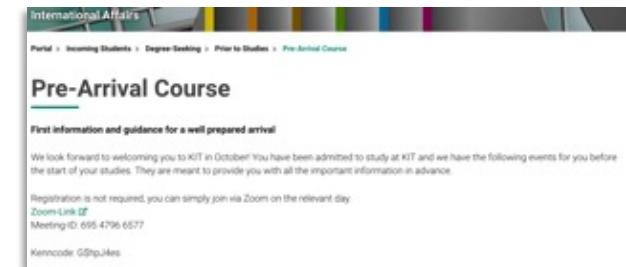 International Affairs
Portal > Incoming Students > Degree-Seeking > Prior to Studies > Pre-Arrival Course
Pre-Arrival Course
First information and guidance for a well prepared arrival
We look forward to welcoming you to KIT in October! You have been admitted to study at KIT and we have the following events for you before
the start of your studies. They are meant to provide you with all the important information in advance.
Registration is not required, you can simply join via Zoom on the relevant day.
Zoom-Link
Meeting-ID: 695 4796 6577
Kenncode: G$hpJ4es